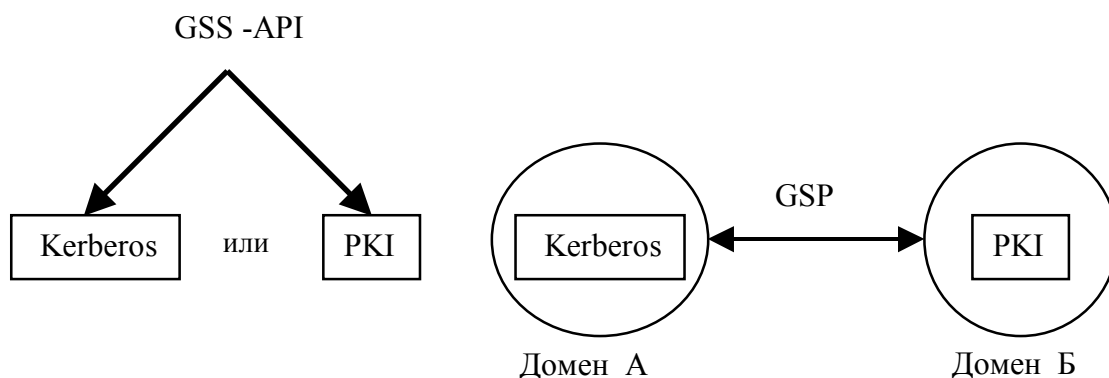 GSS -API
Kerberos или PKI
GSP
Kerberos
PKI
Домен А
Домен Б